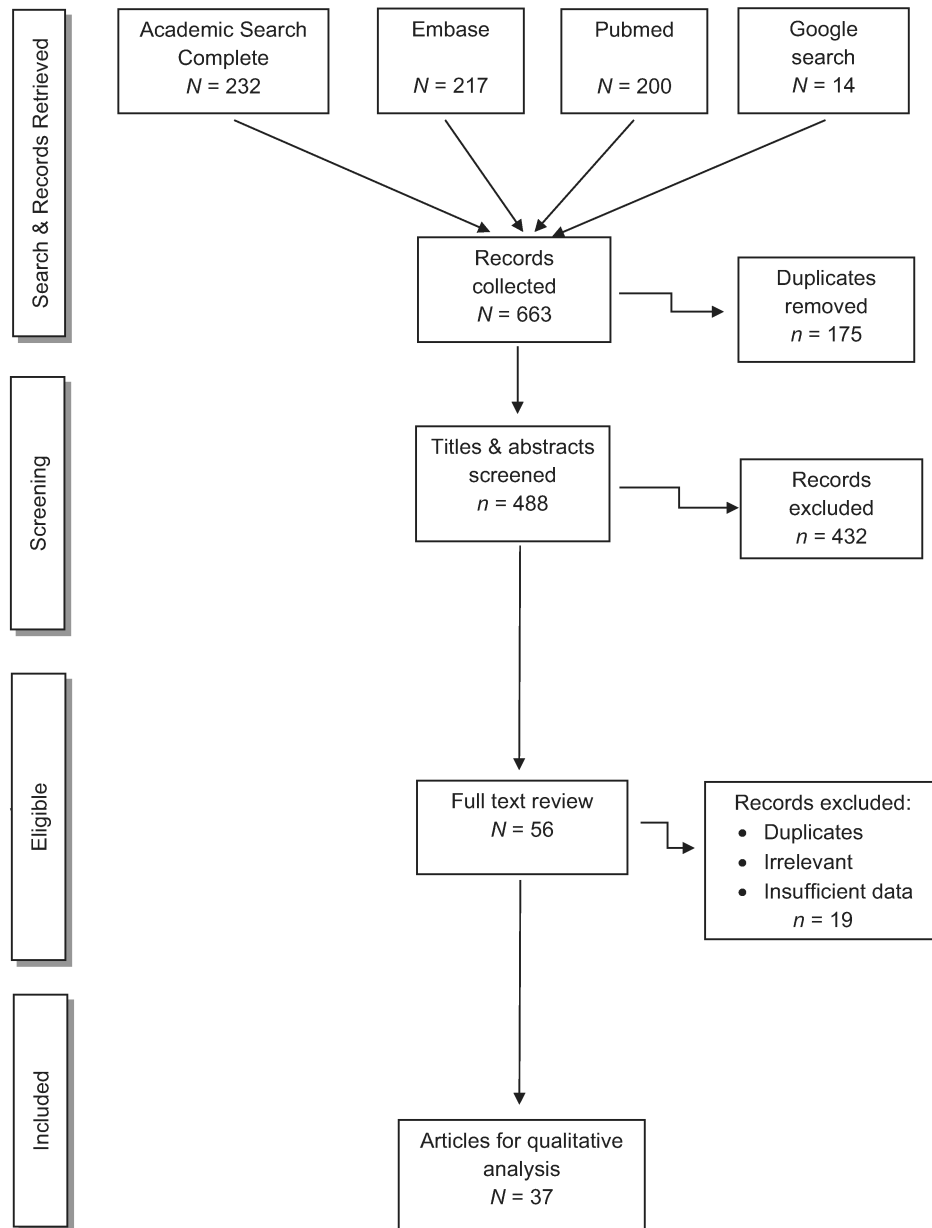 Search & Records Retrieved
Academic Search
Complete
N = 232
Embase
N = 217
Pubmed
N = 200
Google
search
N = 14
Records
collected
N = 663
Duplicates
removed
n = 175
Screening
Titles & abstracts
screened
n = 488
Records
excluded
n = 432
Eligible
Full text review
N = 56
Records excluded:
• Duplicates
• Irrelevant
• Insufficient data
n = 19
Included
Articles for qualitative
analysis
N = 37